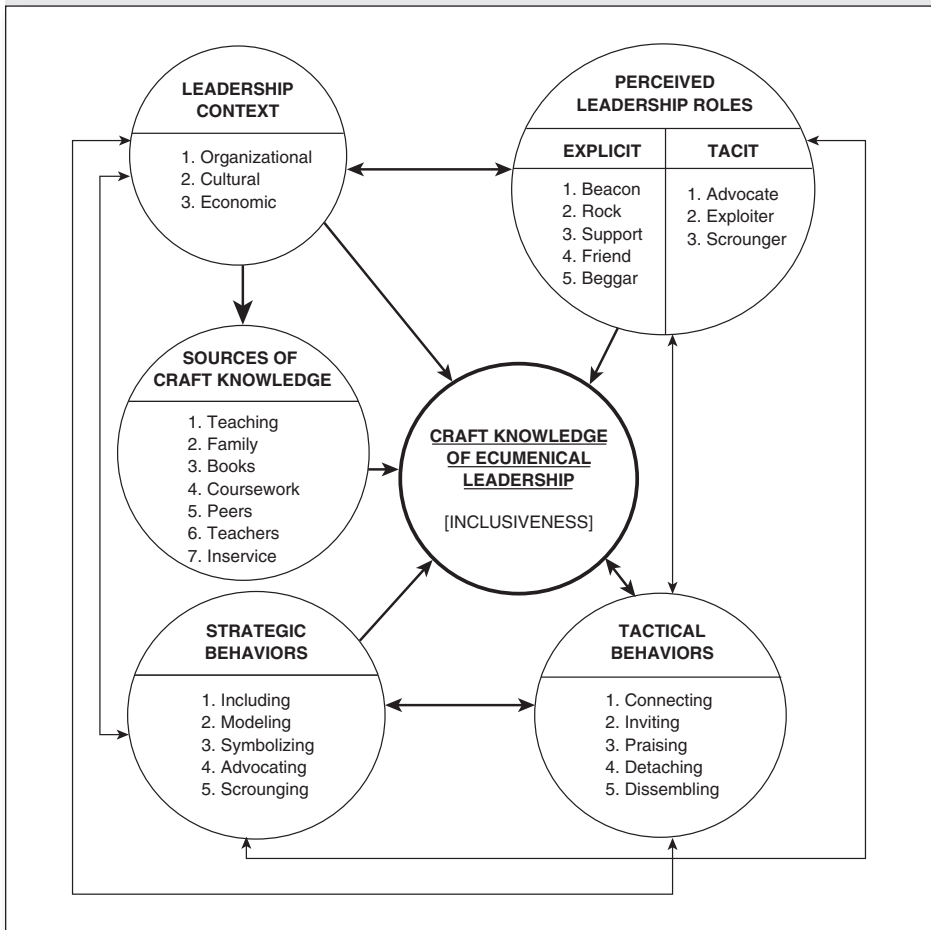 LEADERSHIP
CONTEXT
1. Organizational
2. Cultural
3. Economic
PERCEIVED
LEADERSHIP ROLES
EXPLICIT
1. Beacon
2. Rock
3. Support
4. Friend
5. Beggar
TACIT
1. Advocate
2. Exploiter
3. Scrounger
SOURCES OF
CRAFT KNOWLEDGE
1. Teaching
2. Family
3. Books
4. Coursework
5. Peers
6. Teachers
7. Inservice
CRAFT KNOWLEDGE
OF ECUMENICAL
LEADERSHIP
[INCLUSIVENESS]
STRATEGIC
BEHAVIORS
1. Including
2. Modeling
3. Symbolizing
4. Advocating
5. Scrounging
TACTICAL
BEHAVIORS
1. Connecting
2. Inviting
3. Praising
4. Detaching
5. Dissembling